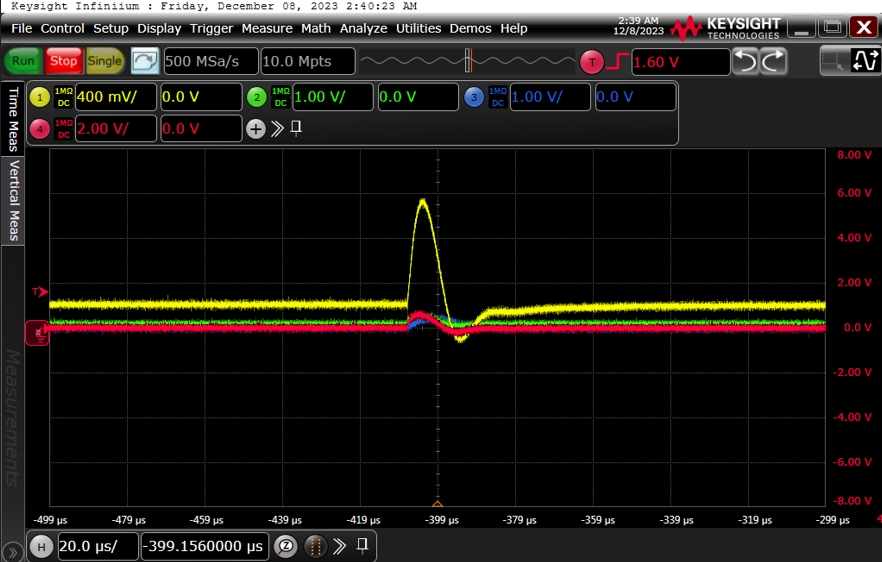 Keysight Infiniium : Friday, December 08, 2023 2:40:23 AM
File Control Setup Display Trigger Measure Math Analyze Utilities Demos Help
2:39 AM
12/8/2023
KEYSIGHT
TECHNOLOGIES
Run Stop Single 500 MSa/s 10.0 Mpts T 1.60 V
Time Meas
Vertical Meas
Measurements
1 1MΩ DC 400 mV/ 0.0 V 2 1MΩ DC 1.00 V/ 0.0 V 3 1MΩ DC 1.00 V/ 0.0 V
4 1MΩ DC 2.00 V/ 0.0 V
8.00 V
6.00 V
4.00 V
2.00 V
T
0.0 V
-2.00 V
-4.00 V
-6.00 V
-8.00 V
-499 µs -479 µs -459 µs -439 µs -419 µs -399 µs -379 µs -359 µs -339 µs -319 µs -299 µs 4
H 20.0 µs/ -399.1560000 µs